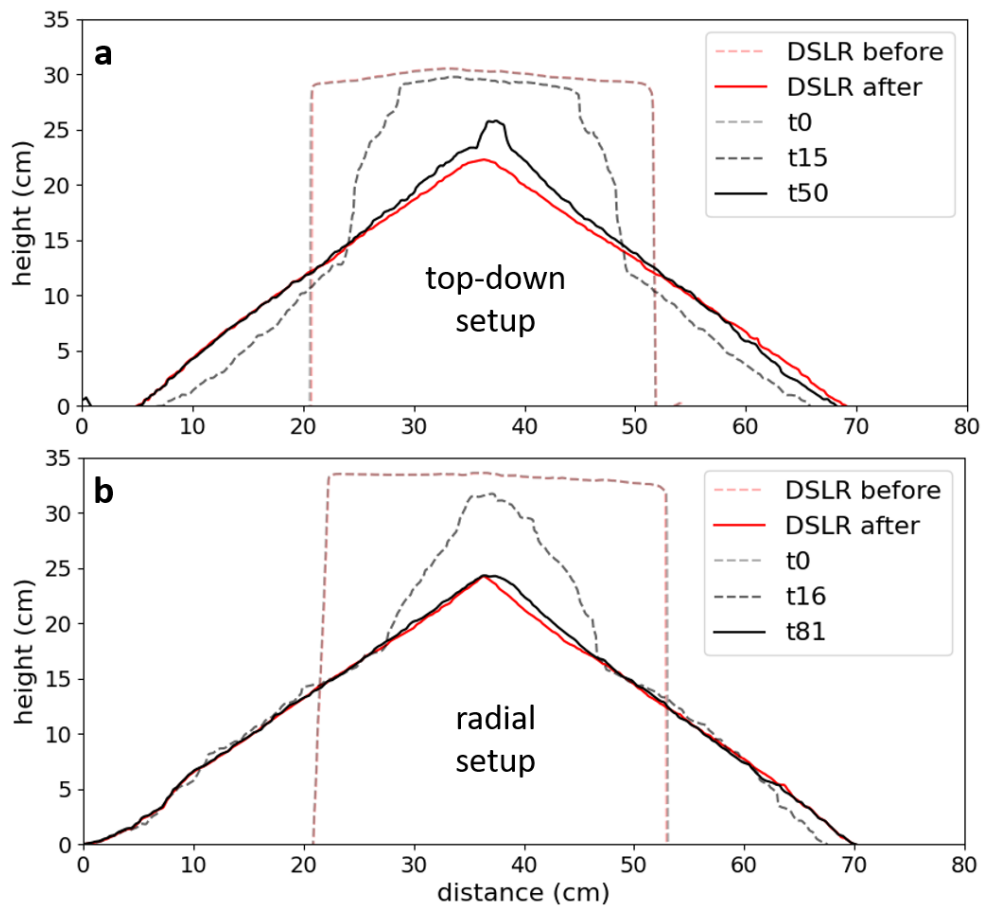 35
30
25
20
15
10
5
0
height (cm)
a
DSLR before
DSLR after
t0
t15
t50
top-down
setup
0 10 20 30 40 50 60 70 80
35
30
25
20
15
10
5
0
height (cm)
b
DSLR before
DSLR after
t0
t16
t81
radial
setup
0 10 20 30 40 50 60 70 80
distance (cm)